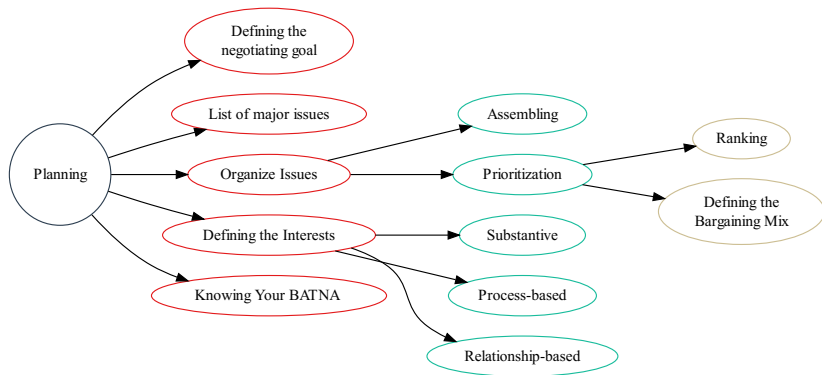 Planning
Defining the
negotiating goal
List of major issues
Organize Issues
Defining the Interests
Knowing Your BATNA
Assembling
Prioritization
Substantive
Process-based
Relationship-based
Ranking
Defining the
Bargaining Mix